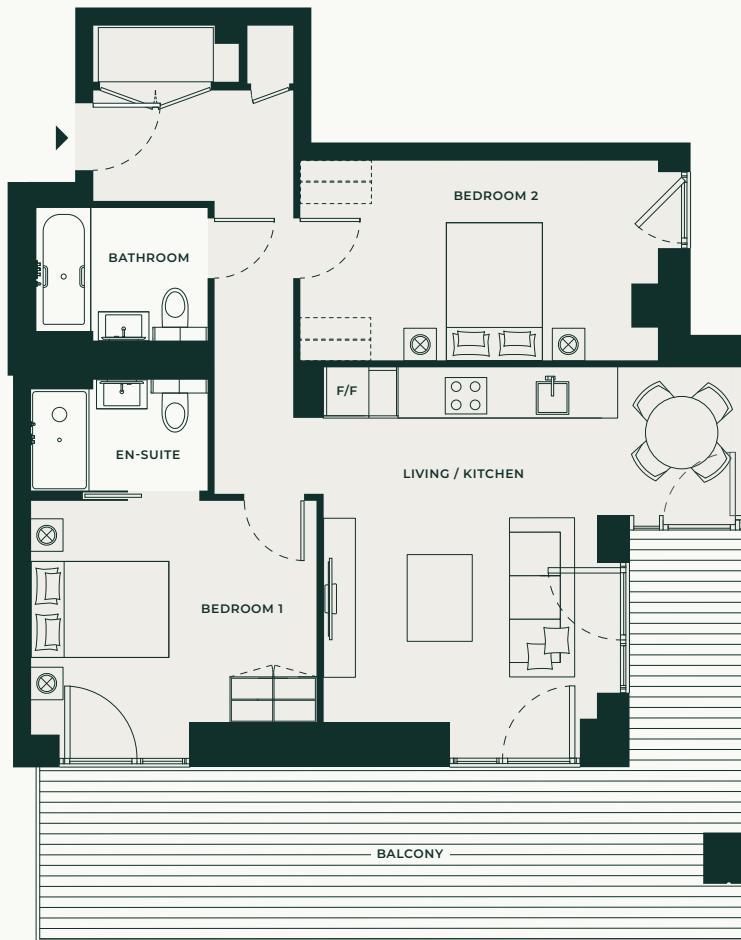 BEDROOM 2
BATHROOM
F/F
EN-SUITE
LIVING / KITCHEN
BEDROOM 1
BALCONY